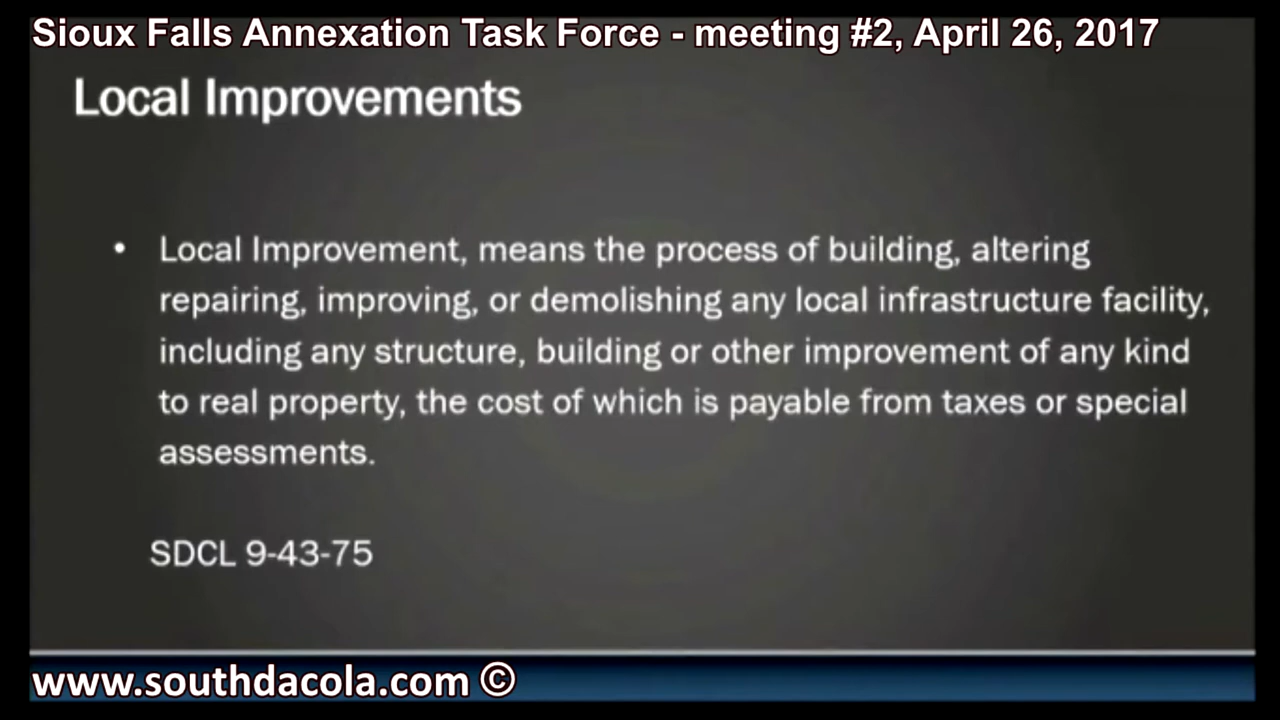 Sioux Falls Annexation Task Force - meeting #2, April 26, 2017
Local Improvements
• Local Improvement, means the process of building, altering
repairing, improving, or demolishing any local infrastructure facility,
including any structure, building or other improvement of any kind
to real property, the cost of which is payable from taxes or special
assessments.
SDCL 9-43-75
www.southdacola.com ©